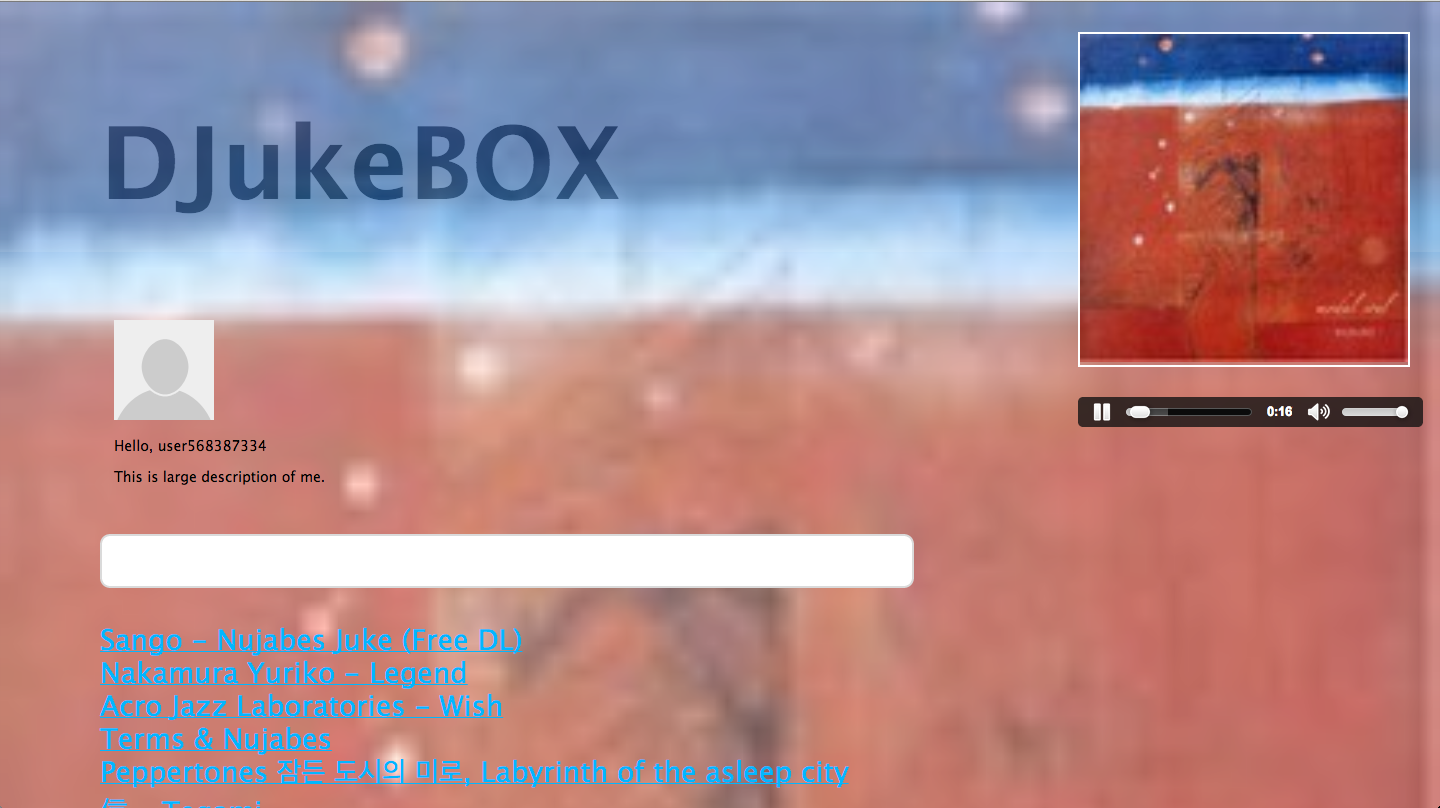 DJukeBOX
0:16
Hello, user568387334
This is large description of me.
Sango - Nujabes Juke (Free DL)
Nakamura Yuriko - Legend
Acro Jazz Laboratories - Wish
Terms & Nujabes
Peppertones 잠든 도시의 미로, Labyrinth of the asleep city